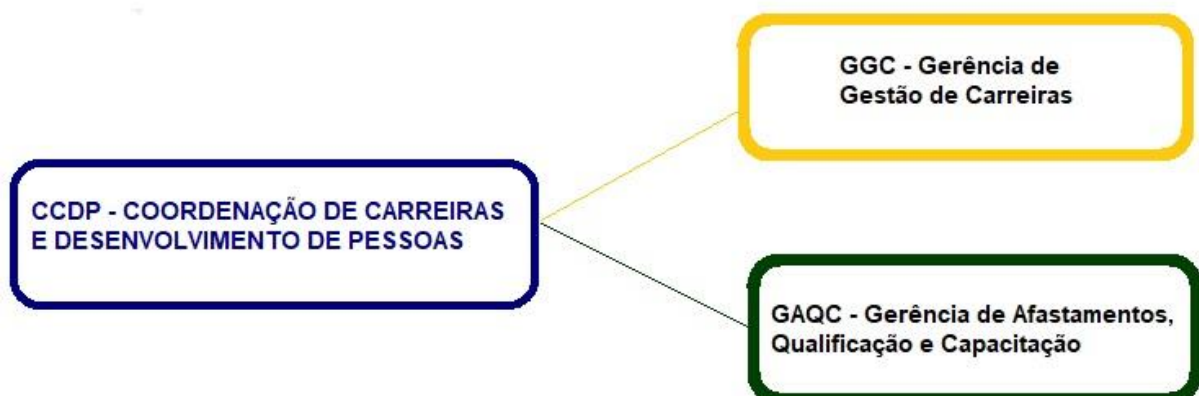 GGC - Gerência de
Gestão de Carreiras
CCDP - COORDENAÇÃO DE CARREIRAS
E DESENVOLVIMENTO DE PESSOAS
GAQC - Gerência de Afastamentos,
Qualificação e Capacitação